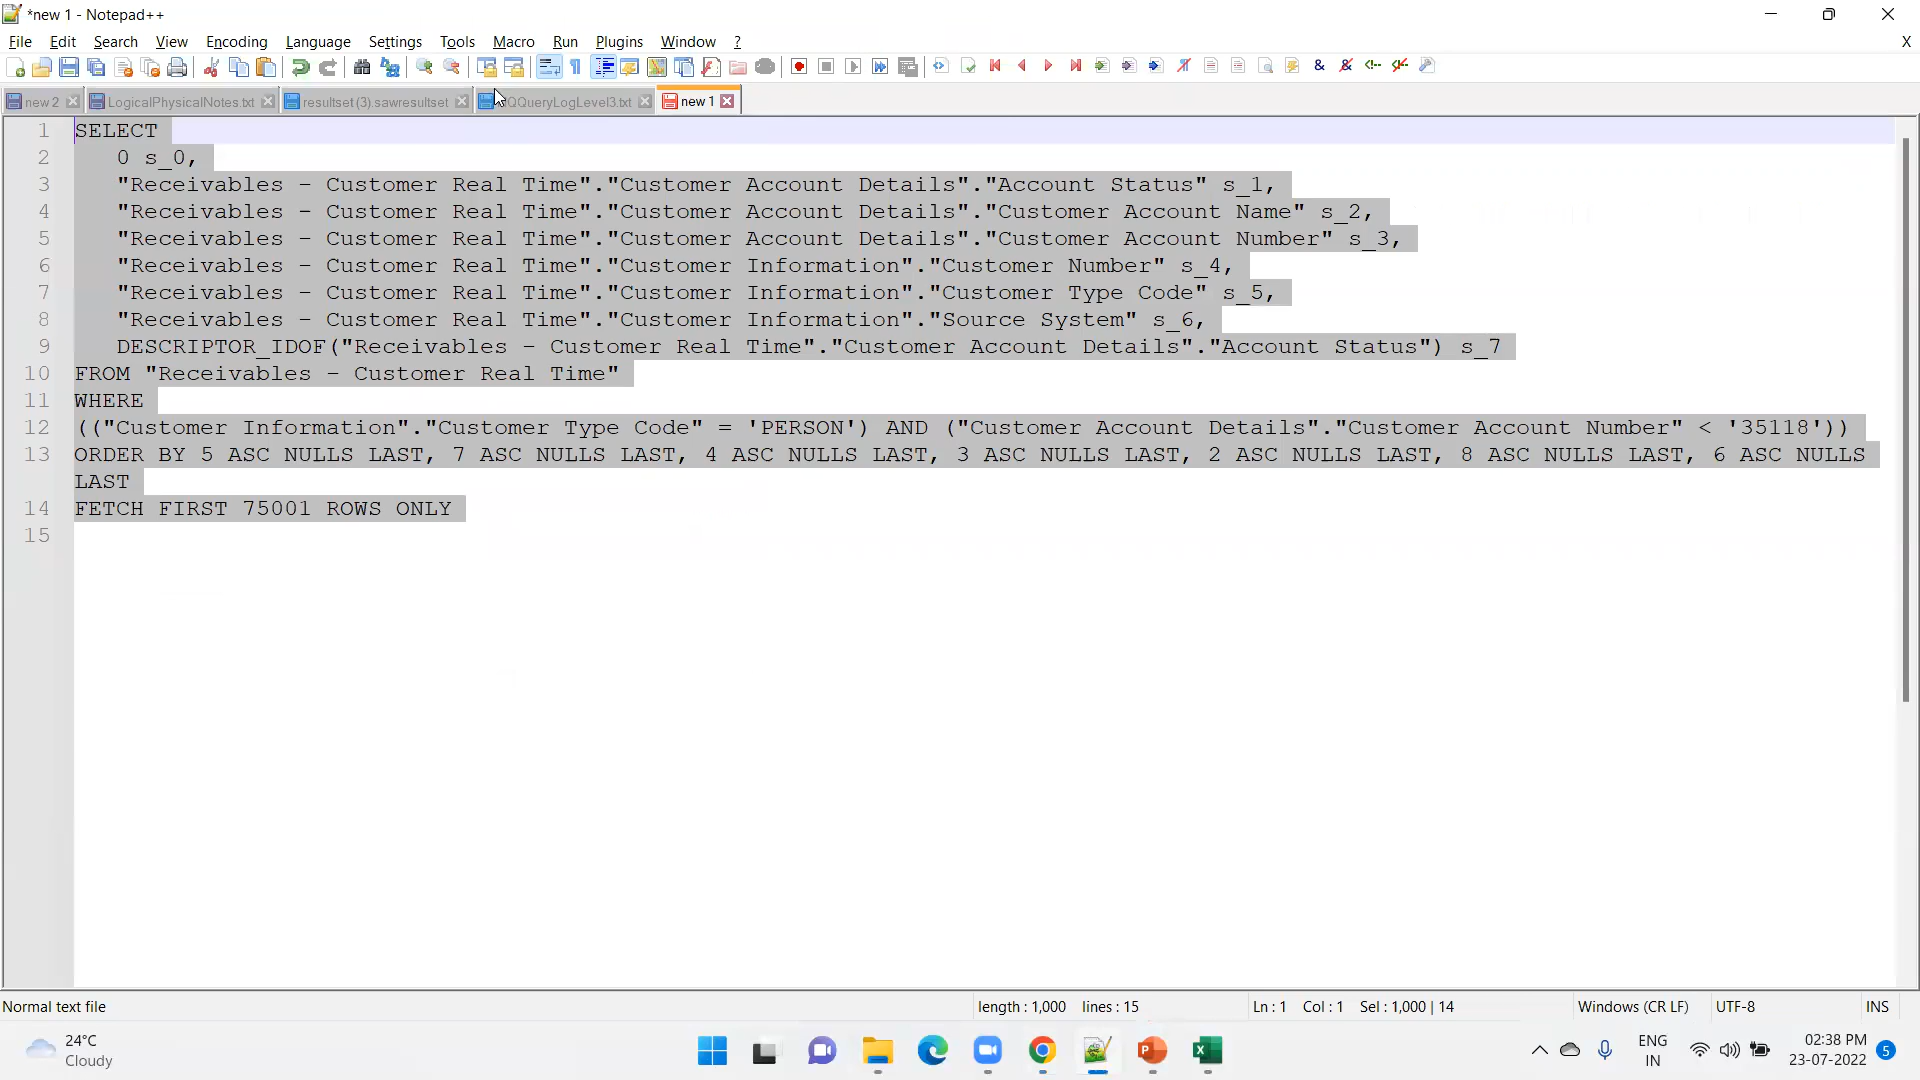 *new 1 - Notepad++
File Edit Search View Encoding Language Settings Tools Macro Run Plugins Window ?
X
new 2 LogicalPhysicalNotes.txt resultset (3).sawresultset QQueryLogLevel3.txt new 1
1 SELECT
2 0 s_0,
3 "Receivables - Customer Real Time"."Customer Account Details"."Account Status" s_1,
4 "Receivables - Customer Real Time"."Customer Account Details"."Customer Account Name" s_2,
5 "Receivables - Customer Real Time"."Customer Account Details"."Customer Account Number" s_3,
6 "Receivables - Customer Real Time"."Customer Information"."Customer Number" s_4,
7 "Receivables - Customer Real Time"."Customer Information"."Customer Type Code" s_5,
8 "Receivables - Customer Real Time"."Customer Information"."Source System" s_6,
9 DESCRIPTOR_IDOF("Receivables - Customer Real Time"."Customer Account Details"."Account Status") s_7
10 FROM "Receivables - Customer Real Time"
11 WHERE
12 (("Customer Information"."Customer Type Code" = 'PERSON') AND ("Customer Account Details"."Customer Account Number" < '35118'))
13 ORDER BY 5 ASC NULLS LAST, 7 ASC NULLS LAST, 4 ASC NULLS LAST, 3 ASC NULLS LAST, 2 ASC NULLS LAST, 8 ASC NULLS LAST, 6 ASC NULLS
LAST
14 FETCH FIRST 75001 ROWS ONLY
15
Normal text file length : 1,000 lines : 15 Ln : 1 Col : 1 Sel : 1,000 | 14 Windows (CR LF) UTF-8 INS
24°C
Cloudy
ENG
IN
02:38 PM
23-07-2022
5